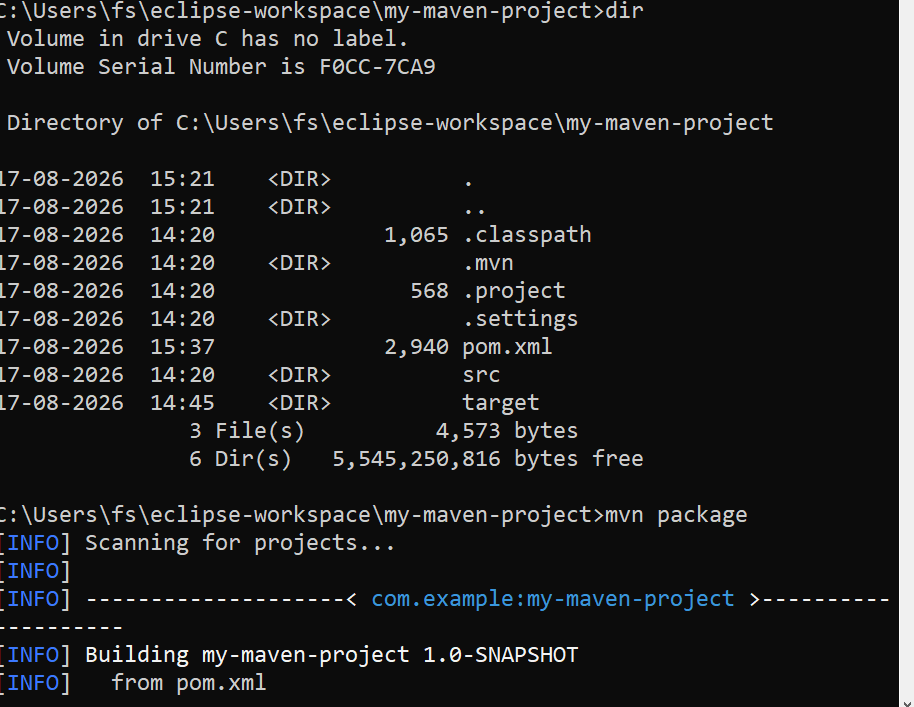 C:\Users\fs\eclipse-workspace\my-maven-project>dir
 Volume in drive C has no label.
 Volume Serial Number is F0CC-7CA9
 Directory of C:\Users\fs\eclipse-workspace\my-maven-project
17-08-2026  15:21    <DIR>          .
17-08-2026  15:21    <DIR>          ..
17-08-2026  14:20             1,065 .classpath
17-08-2026  14:20    <DIR>          .mvn
17-08-2026  14:20               568 .project
17-08-2026  14:20    <DIR>          .settings
17-08-2026  15:37             2,940 pom.xml
17-08-2026  14:20    <DIR>          src
17-08-2026  14:45    <DIR>          target
               3 File(s)          4,573 bytes
               6 Dir(s)   5,545,250,816 bytes free
C:\Users\fs\eclipse-workspace\my-maven-project>mvn package
[INFO] Scanning for projects...
[INFO]
[INFO] --------------------< com.example:my-maven-project >----------
----------
[INFO] Building my-maven-project 1.0-SNAPSHOT
[INFO]   from pom.xml